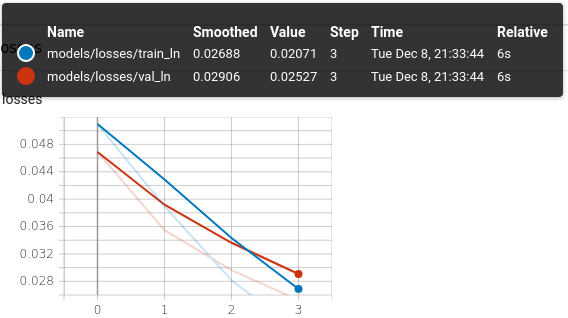 Name Smoothed Value Step Time Relative
models/losses/train_ln 0.02688 0.02071 3 Tue Dec 8, 21:33:44 6s
models/losses/val_ln 0.02906 0.02527 3 Tue Dec 8, 21:33:44 6s
losses
0.048
0.044
0.04
0.036
0.032
0.028
0 1 2 3